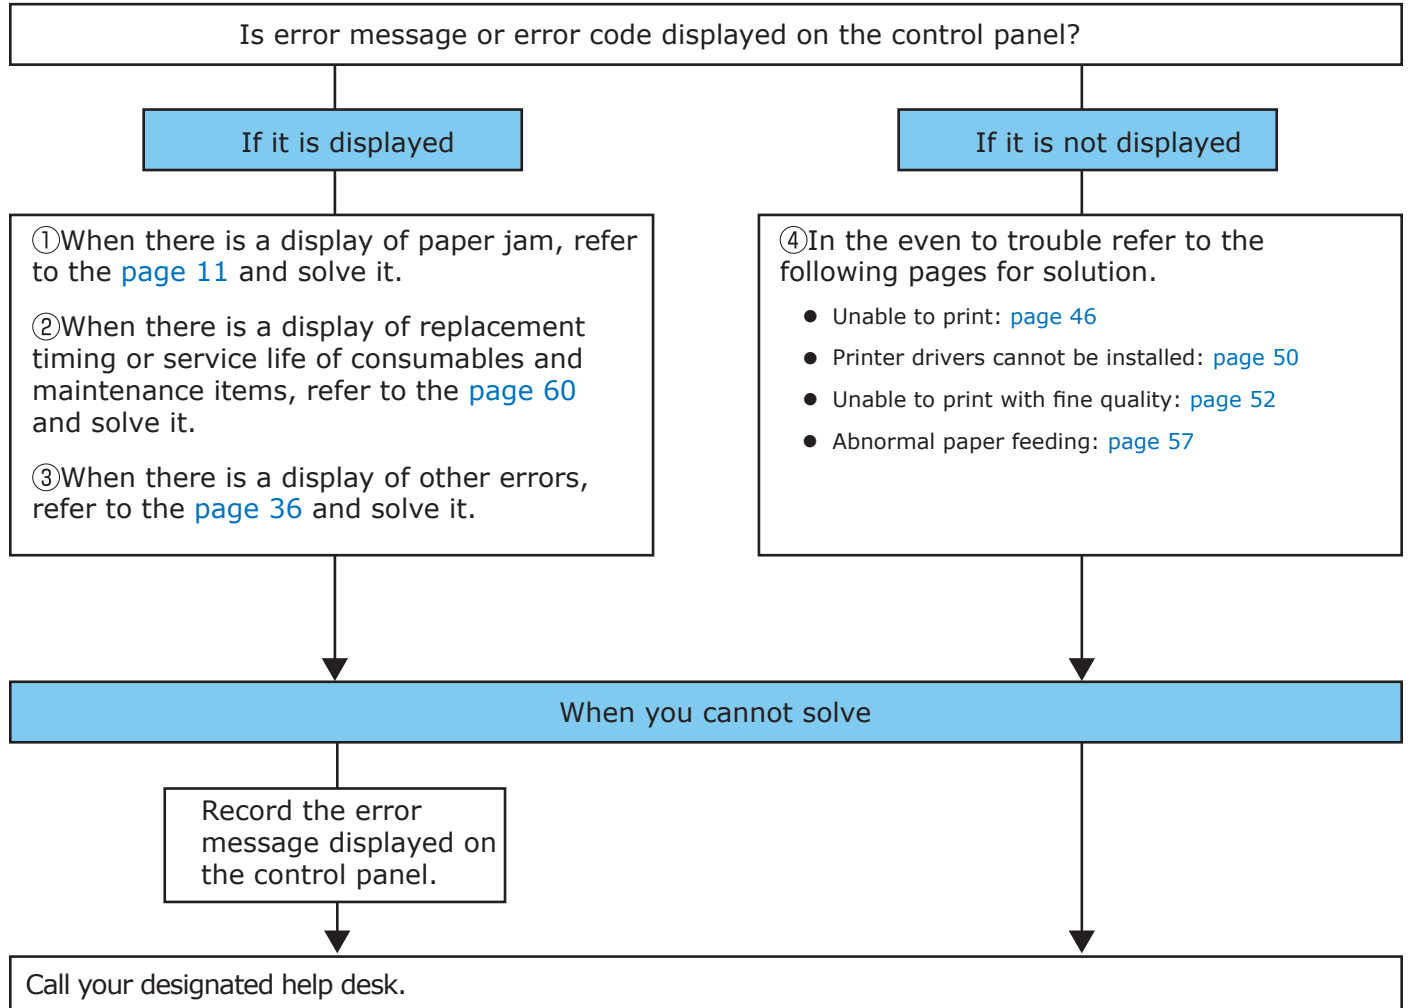 Is error message or error code displayed on the control panel?
If it is displayed
If it is not displayed
①When there is a display of paper jam, refer
to the page 11 and solve it.
②When there is a display of replacement
timing or service life of consumables and
maintenance items, refer to the page 60
and solve it.
③When there is a display of other errors,
refer to the page 36 and solve it.
④In the even to trouble refer to the
following pages for solution.
● Unable to print: page 46
● Printer drivers cannot be installed: page 50
● Unable to print with fine quality: page 52
● Abnormal paper feeding: page 57
When you cannot solve
Record the error
message displayed on
the control panel.
Call your designated help desk.